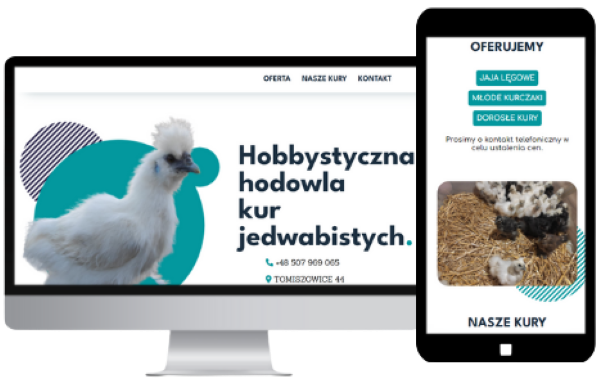 OFERTA NASZE KURY KONTAKT
Hobbystyczna
hodowla
kur
jedwabistych.
+48 507 969 065
TOMISZOWICE 44
OFERUJEMY
JAJA LĘGOWE
MŁODE KURCZAKI
DOROSŁE KURY
Prosimy o kontakt telefoniczny w
celu ustalenia cen.
NASZE KURY